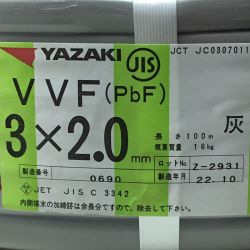 YAZAKI JIS JCT JC0307011
VVF(PbF) 灰
3×2.0mm
長さ 100m
概算質量 16kg
ロットNo. 7-2931
製造番号 0690 製造年月 22.10
JET JIS C 3342
内側端末の加締部は余長分ですので、除去して下さい。